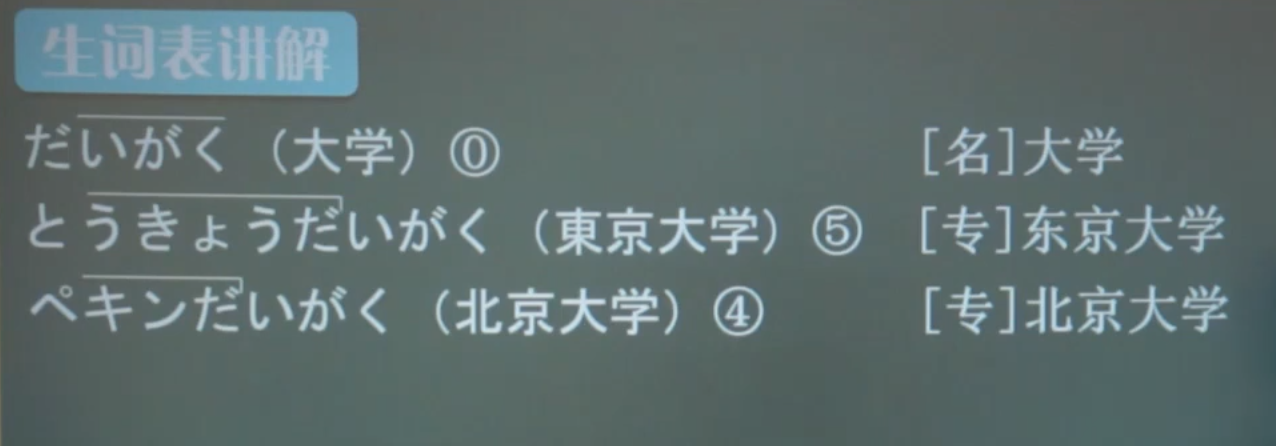 生词表讲解
だいがく（大学）⓪ [名]大学
とうきょうだいがく（東京大学）⑤ [专]东京大学
ペキンだいがく（北京大学）④ [专]北京大学